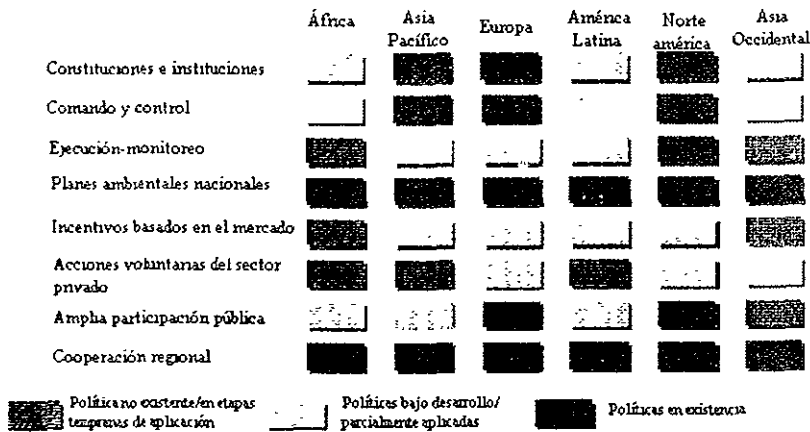 África Asia Pacífico Europa América Latina Norte américa Asia Occidental
Constituciones e instituciones
Comando y control
Ejecución-monitoreo
Planes ambientales nacionales
Incentivos basados en el mercado
Acciones voluntarias del sector
privado
Amplia participación pública
Cooperación regional
Política no existente/en etapas
tempranas de aplicación
Políticas bajo desarrollo/
parcialmente aplicadas
Políticas en existencia